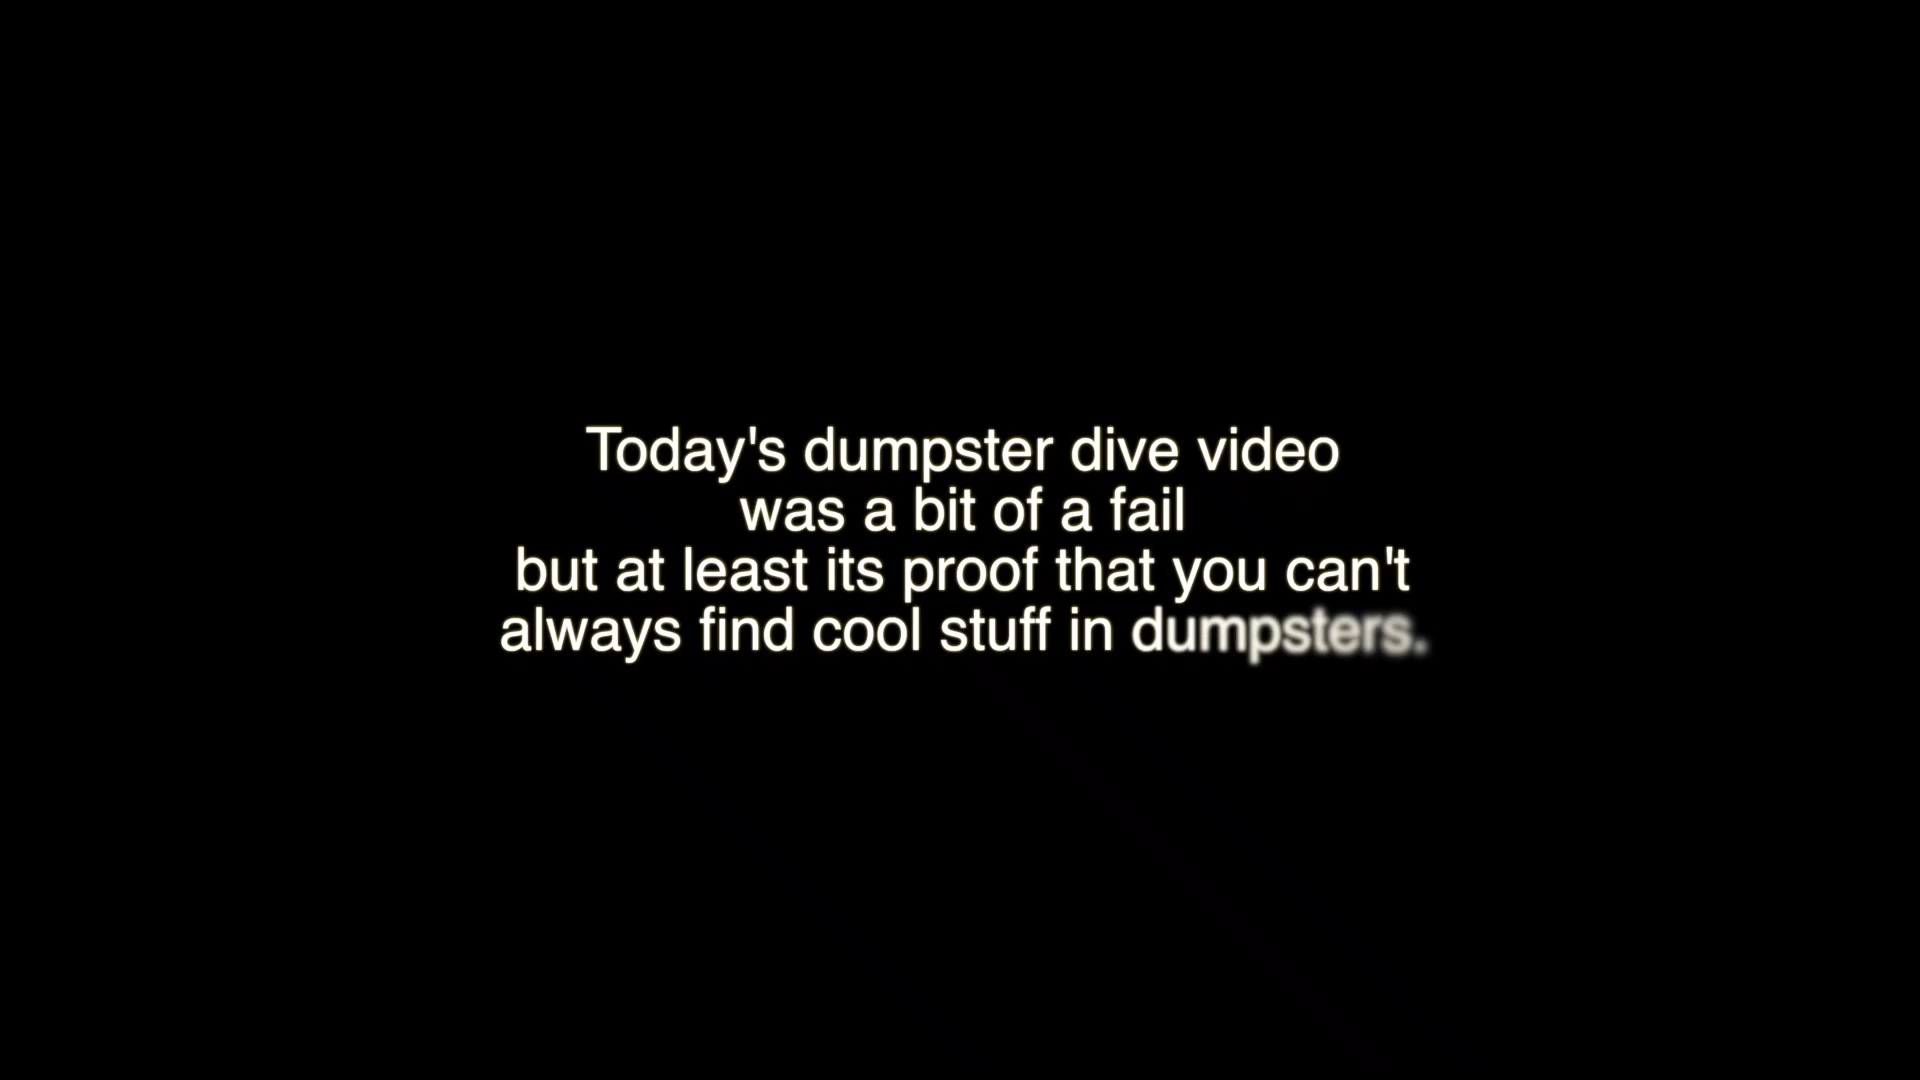 Today's dumpster dive video
was a bit of a fail
but at least its proof that you can't
always find cool stuff in dumpsters.